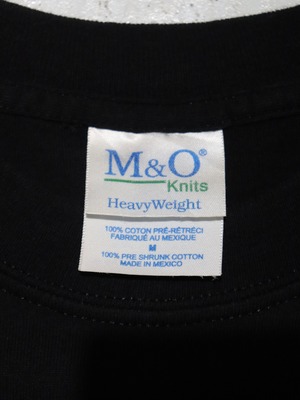 M&O®
Knits
HeavyWeight
100% COTON PRÉ-RÉTRÉCI
FABRIQUÉ AU MEXIQUE
M
100% PRE SHRUNK COTTON
MADE IN MEXICO